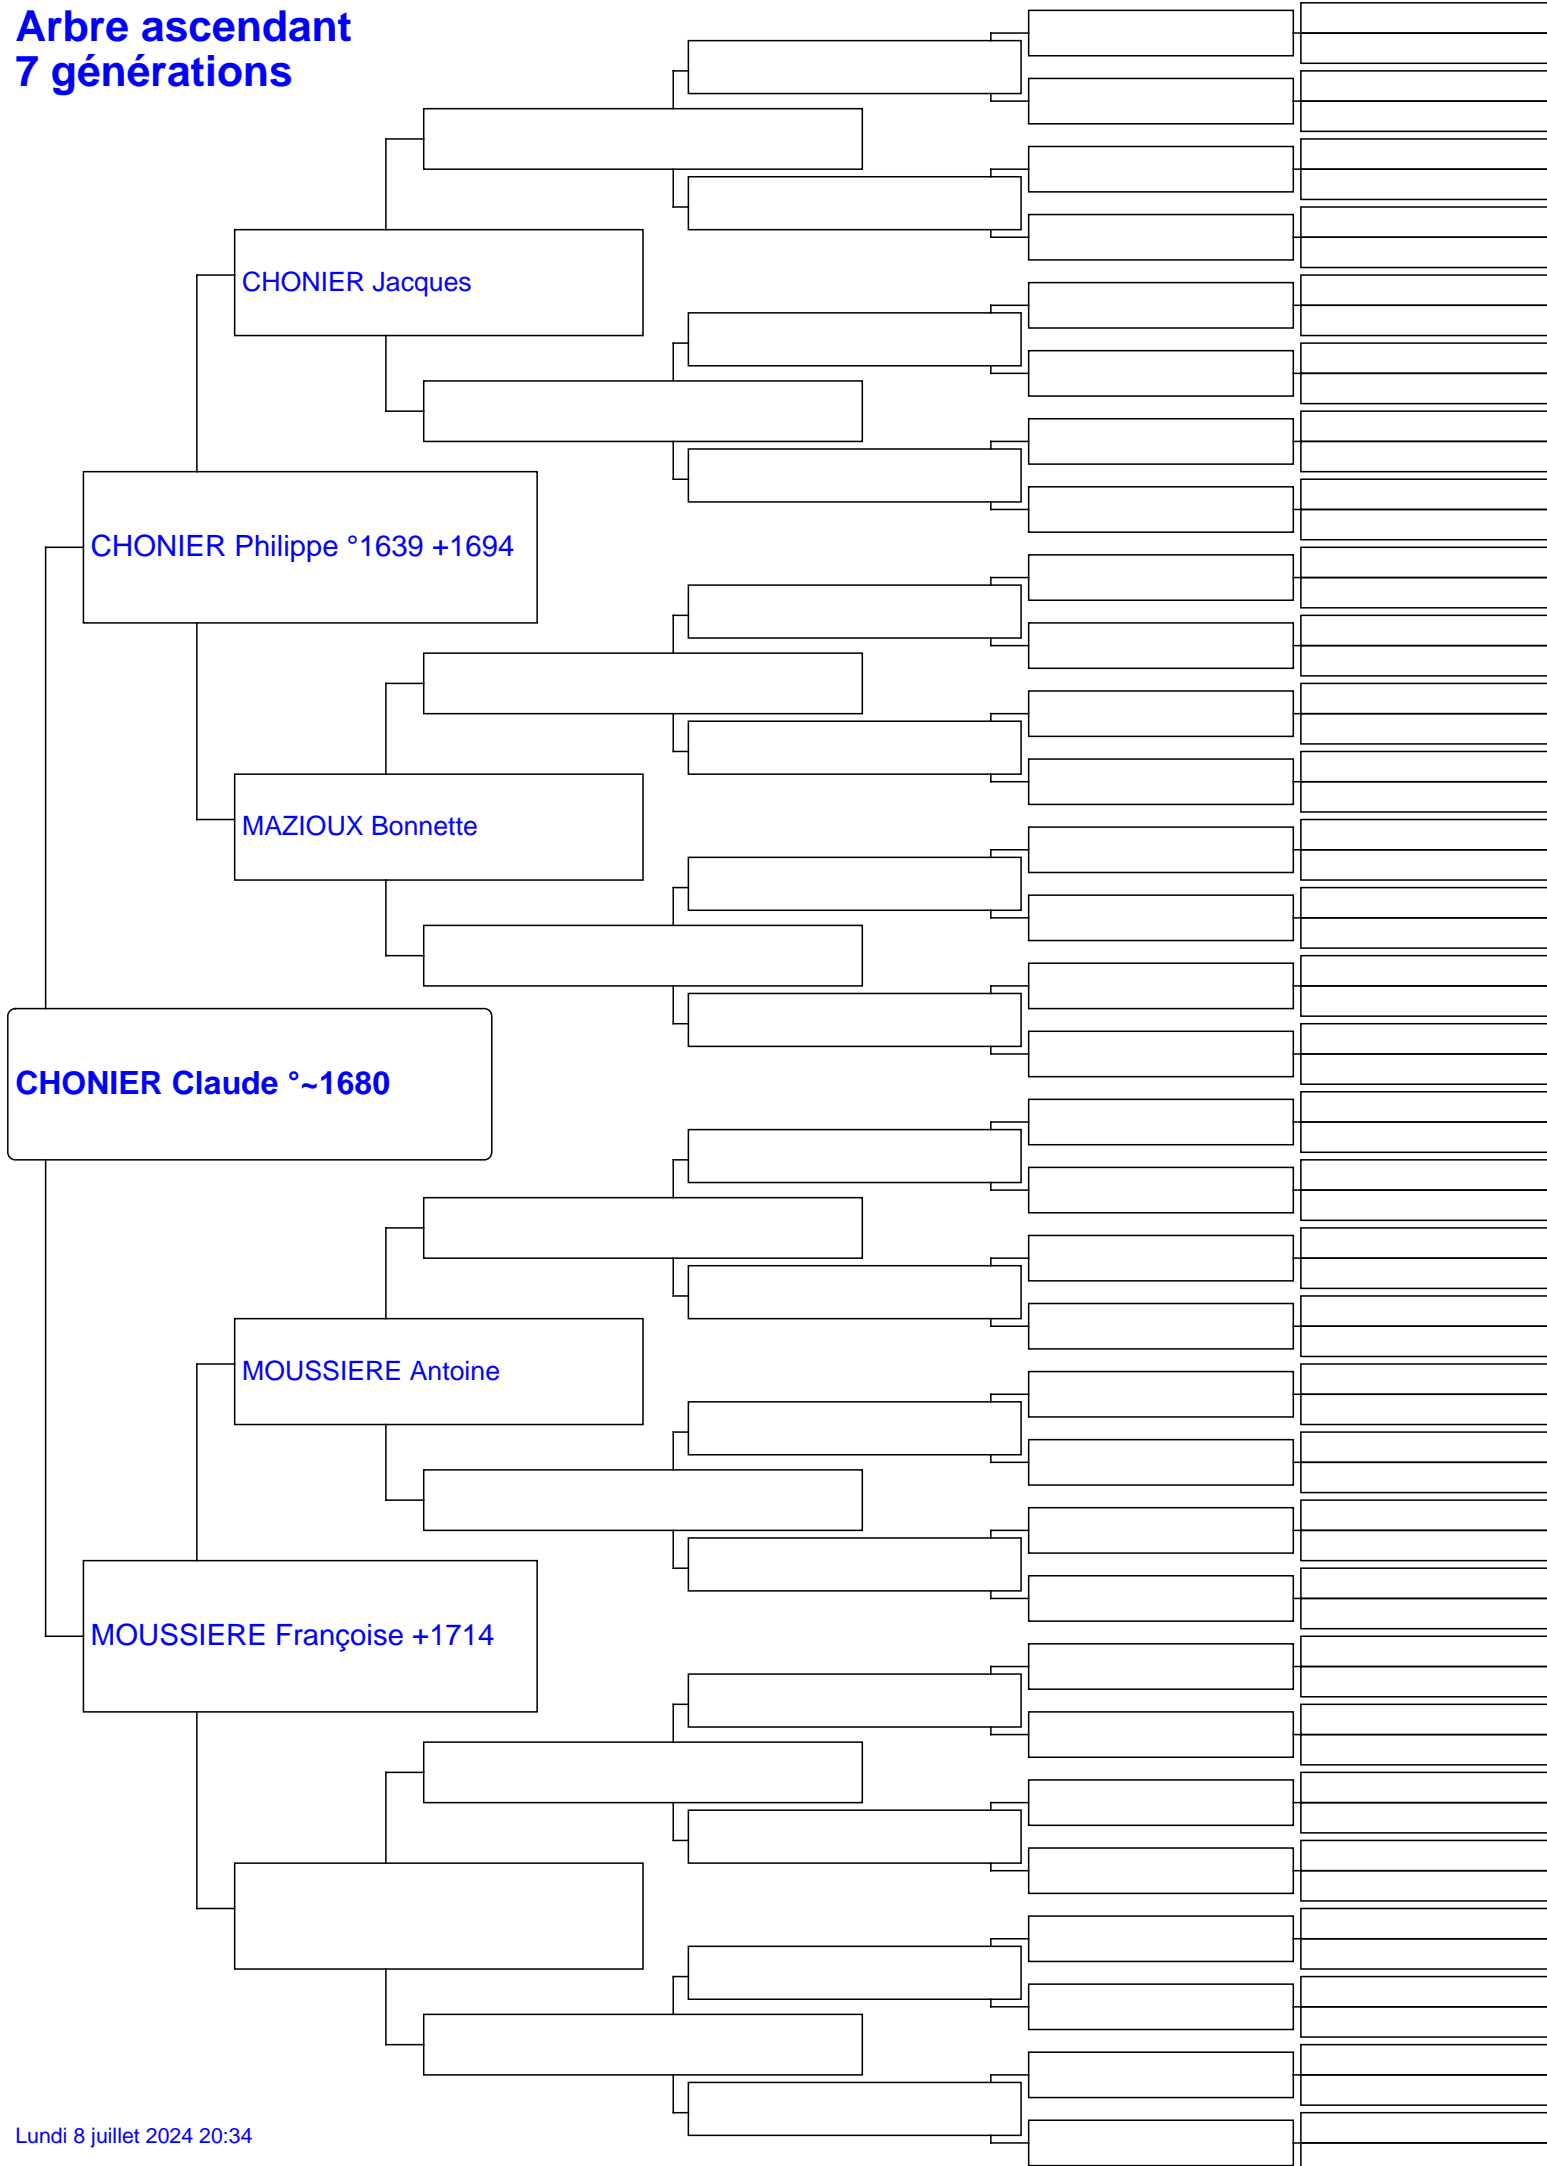 Arbre ascendant
7 générations
CHONIER Jacques
CHONIER Philippe °1639 +1694
MAZIOUX Bonnette
CHONIER Claude °~1680
MOUSSIERE Antoine
MOUSSIERE Françoise +1714
Lundi 8 juillet 2024 20:34